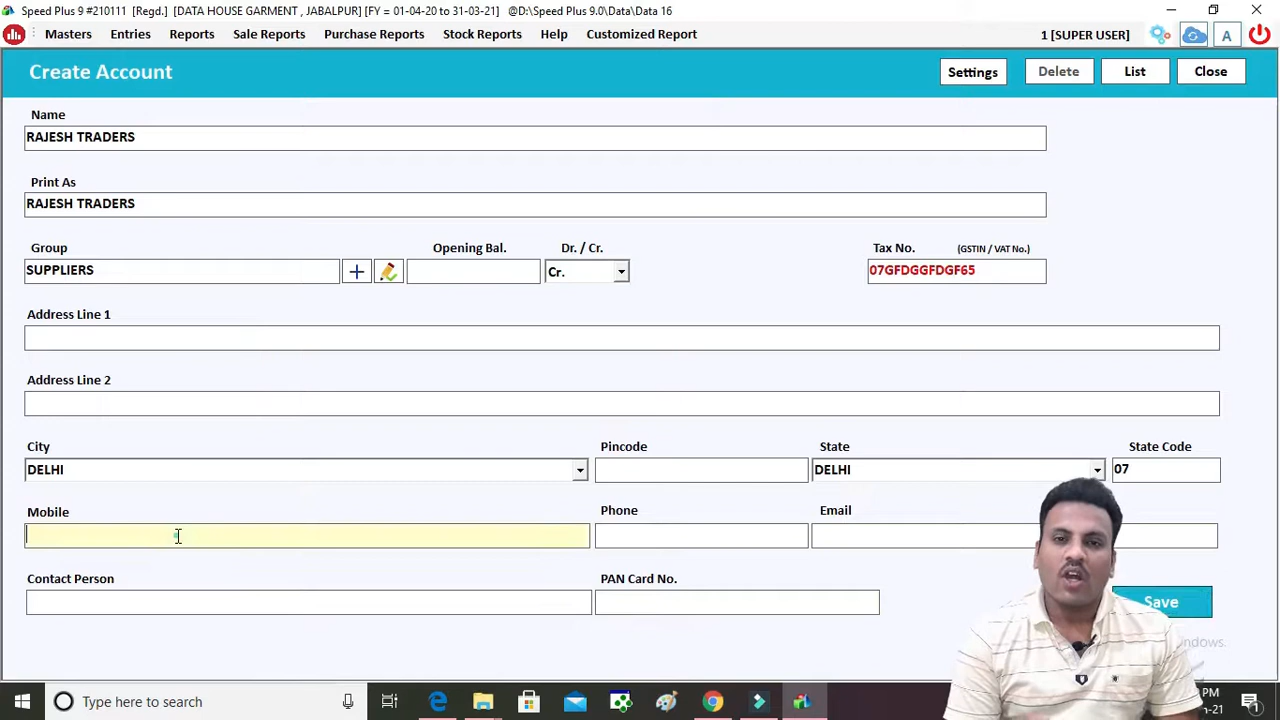 Speed Plus 9 #210111 (Regd.) [DATA HOUSE GARMENT , JABALPUR] [FY = 01-04-20 to 31-03-21] @D:\Speed Plus 9.0\Data\Data 16
Masters Entries Reports Sale Reports Purchase Reports Stock Reports Help Customized Report 1 [SUPER USER] A
Create Account Settings Delete List Close
Name
RAJESH TRADERS
Print As
RAJESH TRADERS
Group Opening Bal. Dr. / Cr. Tax No. (GSTIN / VAT No.)
SUPPLIERS Cr. 07GFDGGFDGF65
Address Line 1
Address Line 2
City Pincode State State Code
DELHI DELHI 07
Mobile Phone Email
Contact Person PAN Card No.
Save
Type here to search